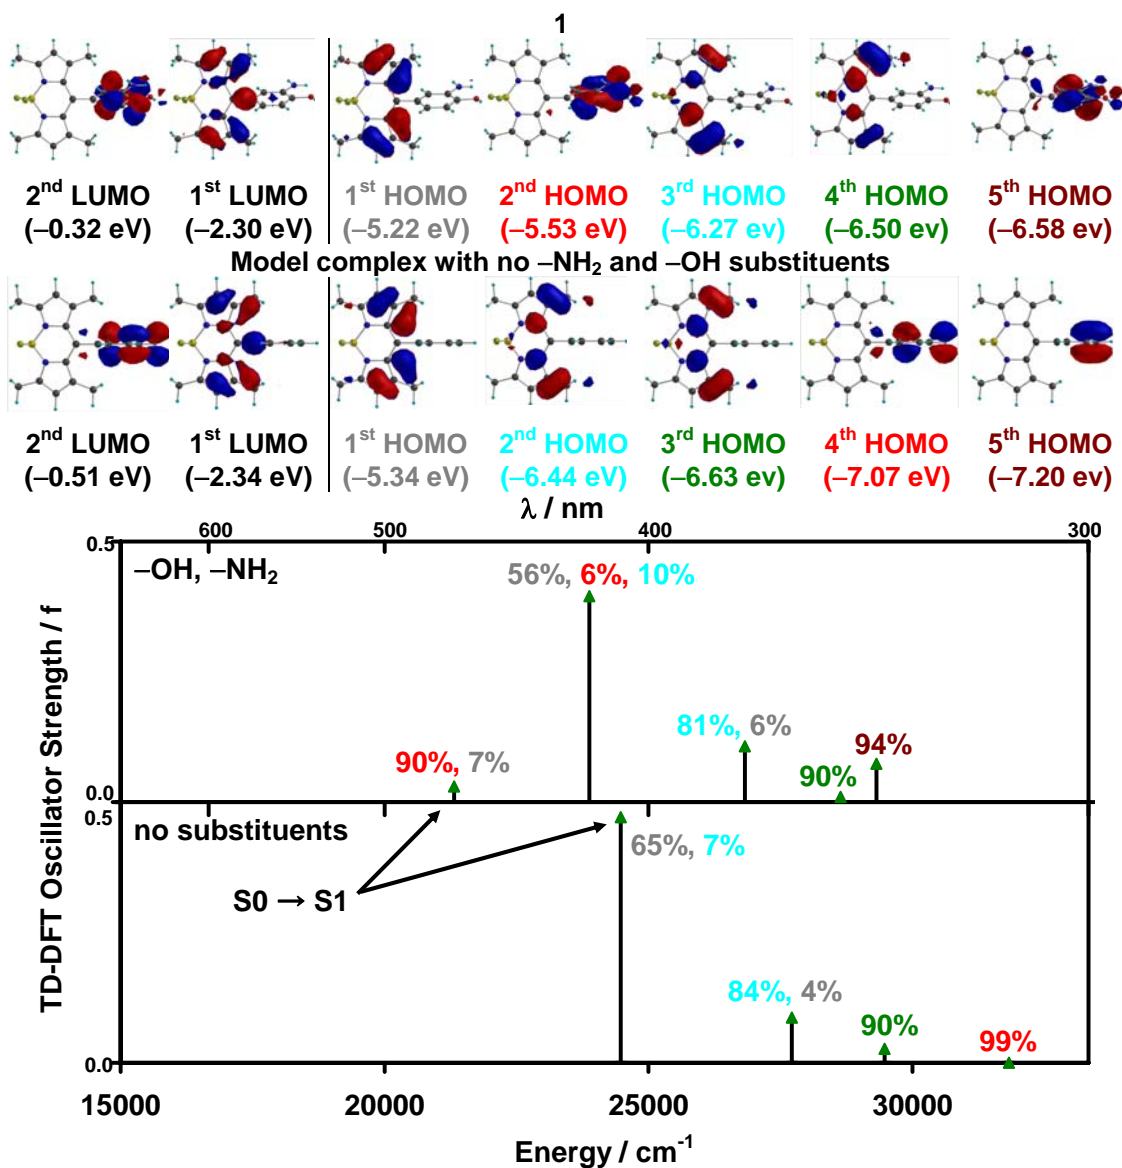 1
2nd LUMO 1st LUMO 1st HOMO 2nd HOMO 3rd HOMO 4th HOMO 5th HOMO
(−0.32 eV) (−2.30 eV) (−5.22 eV) (−5.53 eV) (−6.27 ev) (−6.50 eV) (−6.58 ev)
Model complex with no −NH2 and −OH substituents
2nd LUMO 1st LUMO 1st HOMO 2nd HOMO 3rd HOMO 4th HOMO 5th HOMO
(−0.51 eV) (−2.34 eV) (−5.34 eV) (−6.44 ev) (−6.63 ev) (−7.07 ev) (−7.20 ev)
λ / nm
600 500 400 300
0.5
−OH, −NH2
56%, 6%, 10%
81%, 6%
94%
90%, 7%
90%
0.0
0.5
no substituents
65%, 7%
S0 → S1
84%, 4%
90%
99%
0.0
TD-DFT Oscillator Strength / f
15000 20000 25000 30000
Energy / cm-1